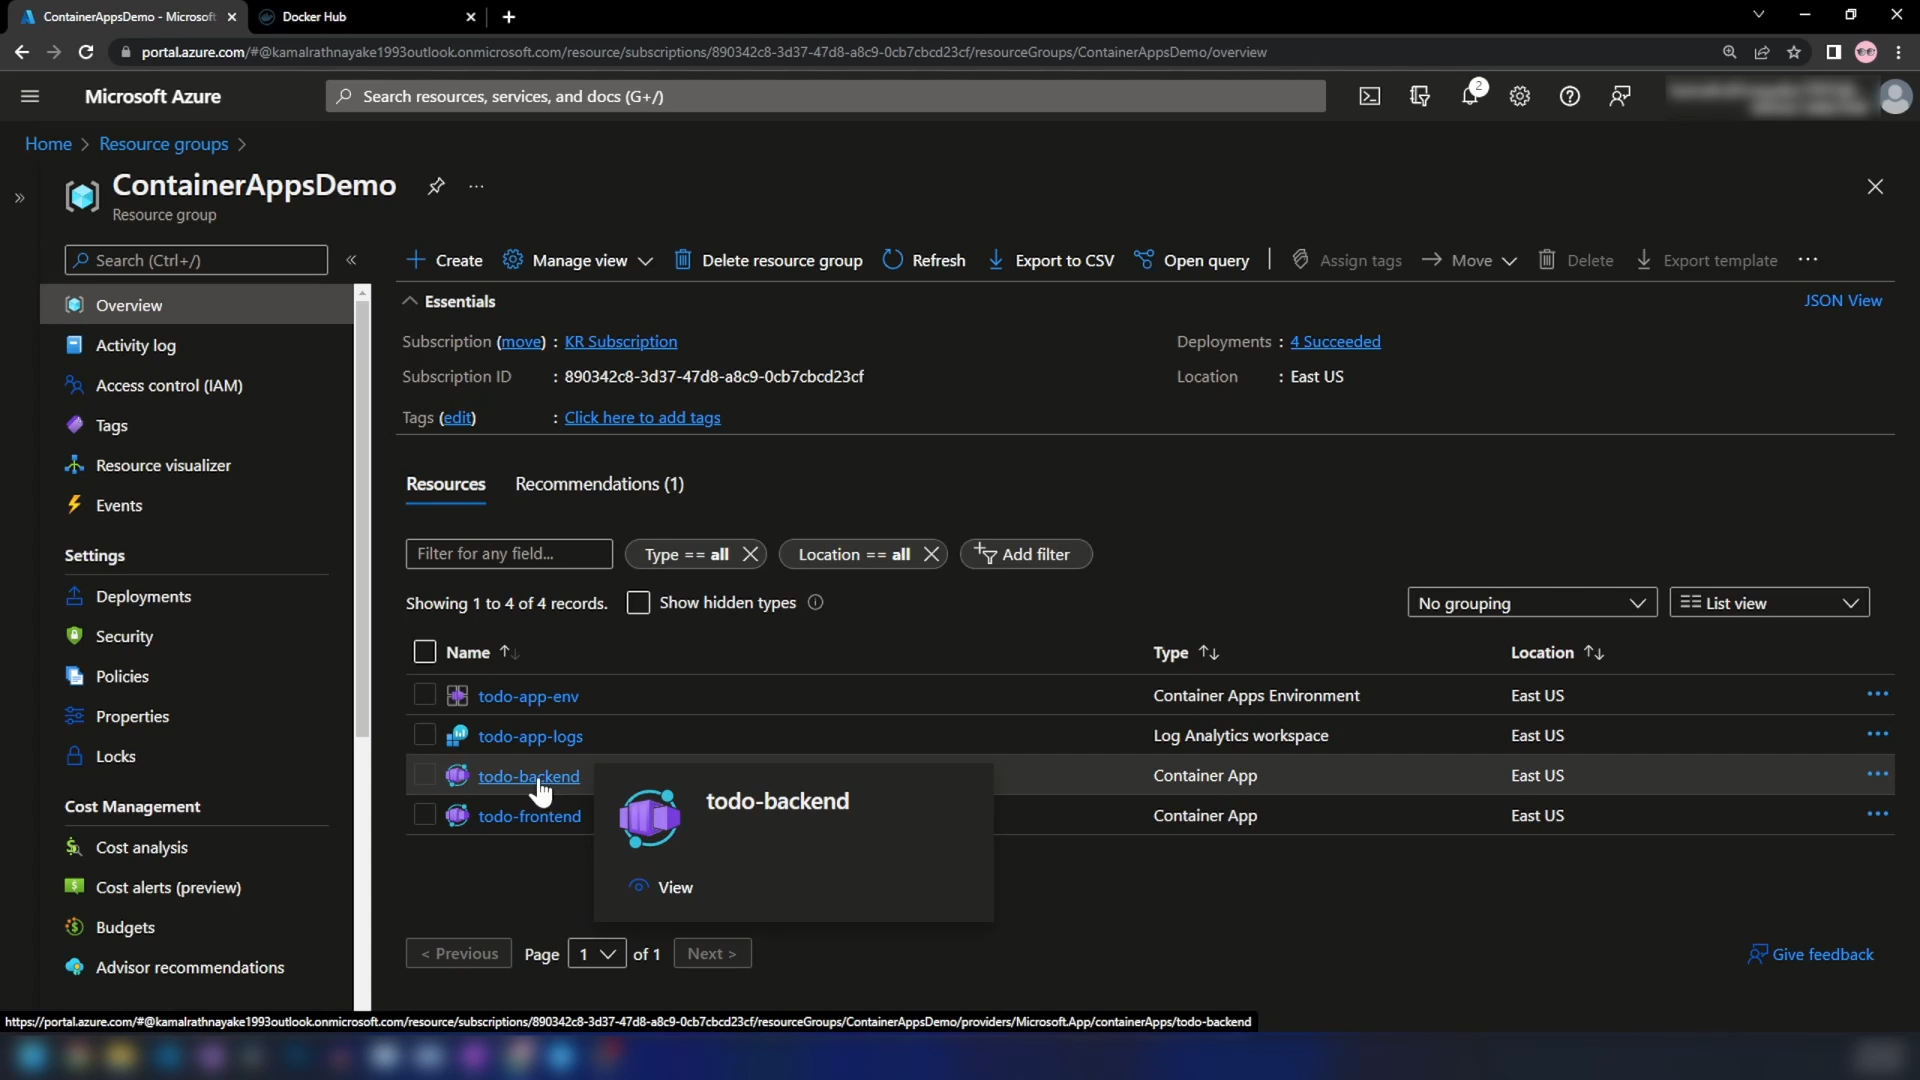 ContainerAppsDemo - Microsoft
Docker Hub
portal.azure.com/#@kamalrathnayake1993outlook.onmicrosoft.com/resource/subscriptions/890342c8-3d37-47d8-a8c9-0cb7cbcd23cf/resourceGroups/ContainerAppsDemo/overview
Microsoft Azure
Search resources, services, and docs (G+/)
2
Home > Resource groups >
ContainerAppsDemo
Resource group
Search (Ctrl+/)
Create
Manage view
Delete resource group
Refresh
Export to CSV
Open query
Assign tags
Move
Delete
Export template
Overview
Activity log
Access control (IAM)
Tags
Resource visualizer
Events
Settings
Deployments
Security
Policies
Properties
Locks
Cost Management
Cost analysis
Cost alerts (preview)
Budgets
Advisor recommendations
Essentials
JSON View
Subscription (move) : KR Subscription
Deployments : 4 Succeeded
Subscription ID : 890342c8-3d37-47d8-a8c9-0cb7cbcd23cf
Location : East US
Tags (edit) : Click here to add tags
Resources
Recommendations (1)
Filter for any field...
Type == all
Location == all
Add filter
Showing 1 to 4 of 4 records.
Show hidden types
No grouping
List view
Name
Type
Location
todo-app-env Container Apps Environment East US
todo-app-logs Log Analytics workspace East US
todo-backend Container App East US
todo-frontend Container App East US
todo-backend
View
< Previous
Page 1 of 1
Next >
Give feedback
https://portal.azure.com/#@kamalrathnayake1993outlook.onmicrosoft.com/resource/subscriptions/890342c8-3d37-47d8-a8c9-0cb7cbcd23cf/resourceGroups/ContainerAppsDemo/providers/Microsoft.App/containerApps/todo-backend